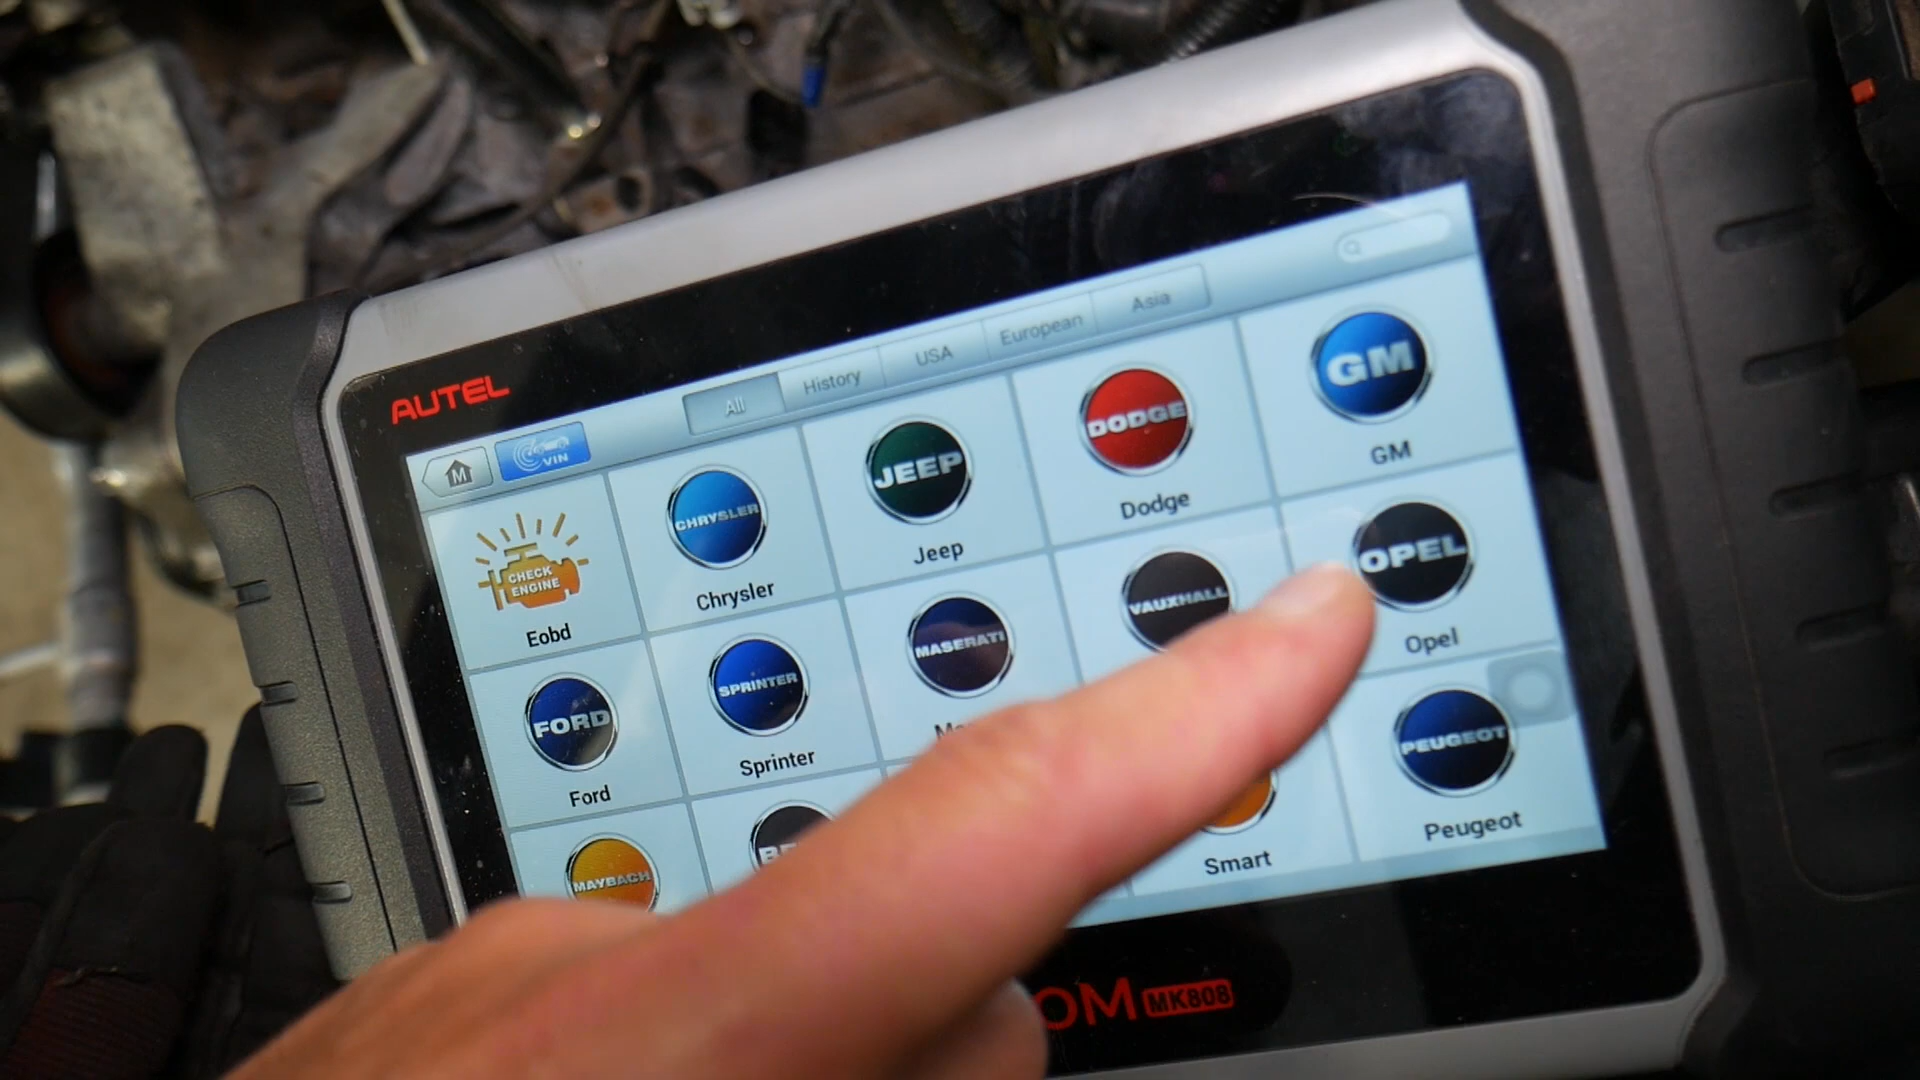 AUTEL
VIN
All
History
USA
European
Asia
CHECK
ENGINE
Eobd
CHRYSLER
Chrysler
JEEP
Jeep
DODGE
Dodge
GM
GM
FORD
Ford
SPRINTER
Sprinter
MASERATI
VAUXHALL
OPEL
Opel
MAYBACH
Smart
PEUGEOT
Peugeot
MK808